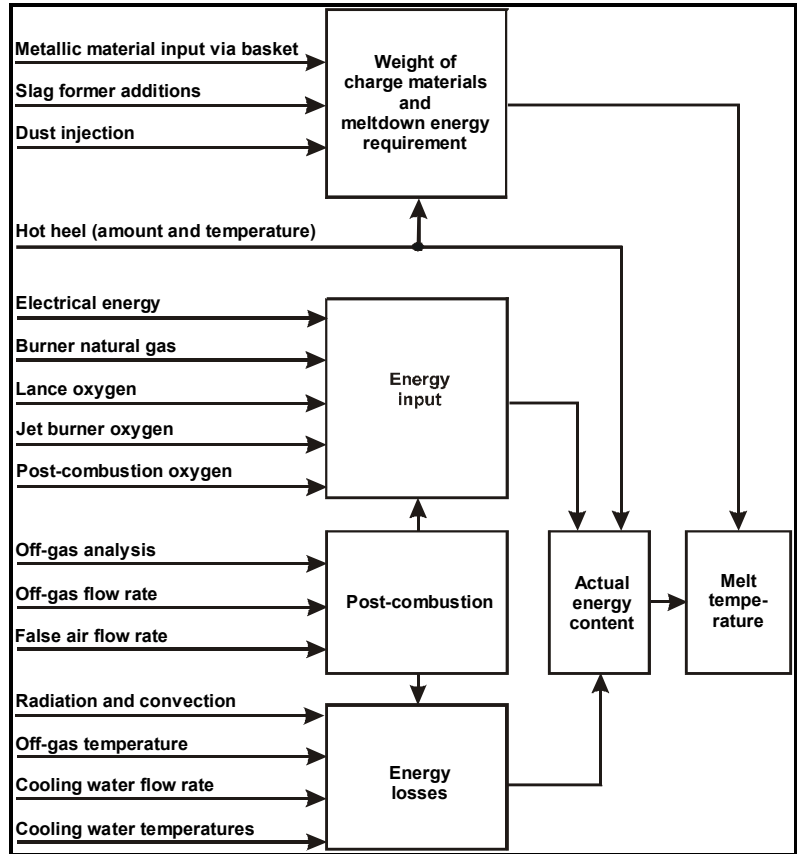 Metallic material input via basket
Slag former additions
Dust injection
Weight of
charge materials
and
meltdown energy
requirement
Hot heel (amount and temperature)
Electrical energy
Burner natural gas
Lance oxygen
Jet burner oxygen
Post-combustion oxygen
Energy
input
Off-gas analysis
Off-gas flow rate
False air flow rate
Post-combustion
Actual
energy
content
Melt
tempe-
rature
Radiation and convection
Off-gas temperature
Cooling water flow rate
Cooling water temperatures
Energy
losses